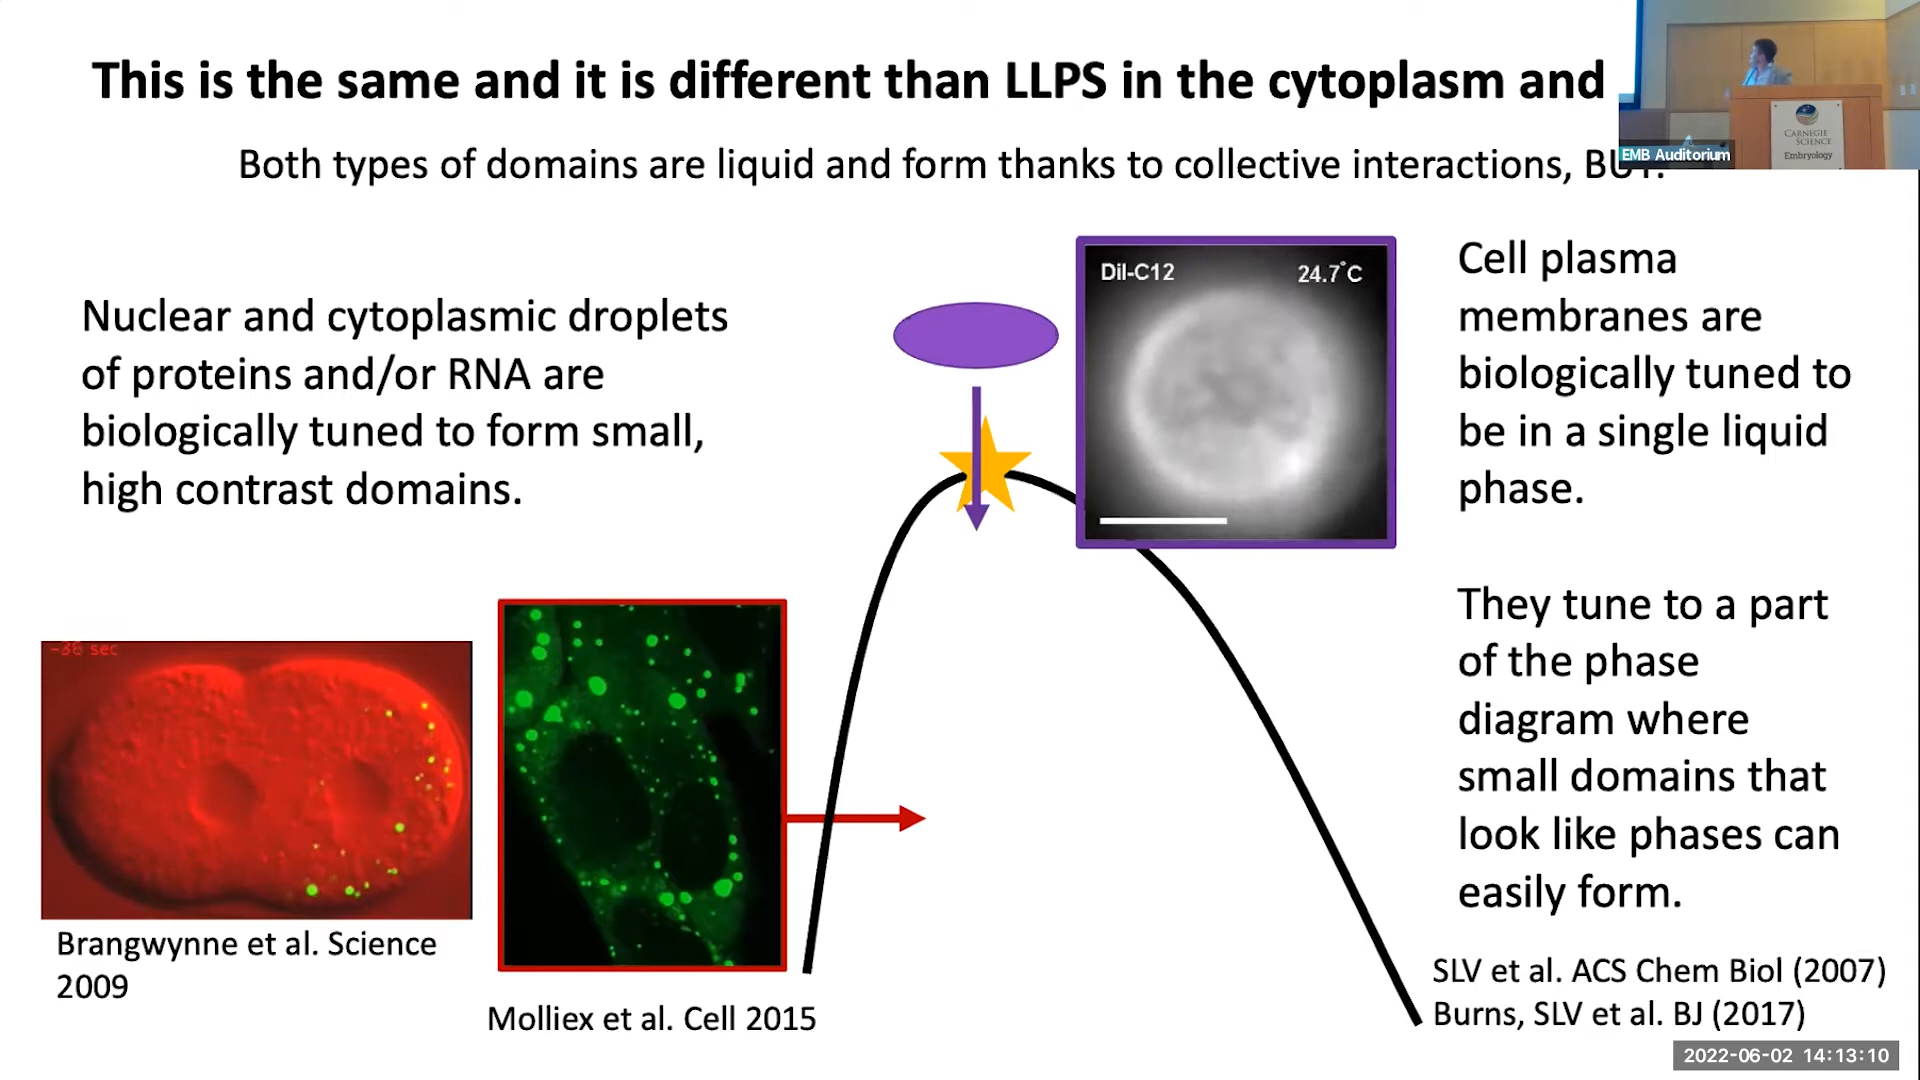 This is the same and it is different than LLPS in the cytoplasm and
Both types of domains are liquid and form thanks to collective interactions,
CARNEGIE
SCIENCE
Embryology
EMB Auditorium
Nuclear and cytoplasmic droplets
of proteins and/or RNA are
biologically tuned to form small,
high contrast domains.
DiI-C12
24.7°C
Cell plasma
membranes are
biologically tuned to
be in a single liquid
phase.
They tune to a part
of the phase
diagram where
small domains that
look like phases can
easily form.
-36 sec
Brangwynne et al. Science
2009
Molliex et al. Cell 2015
SLV et al. ACS Chem Biol (2007)
Burns, SLV et al. BJ (2017)
2022-06-02 14:13:10